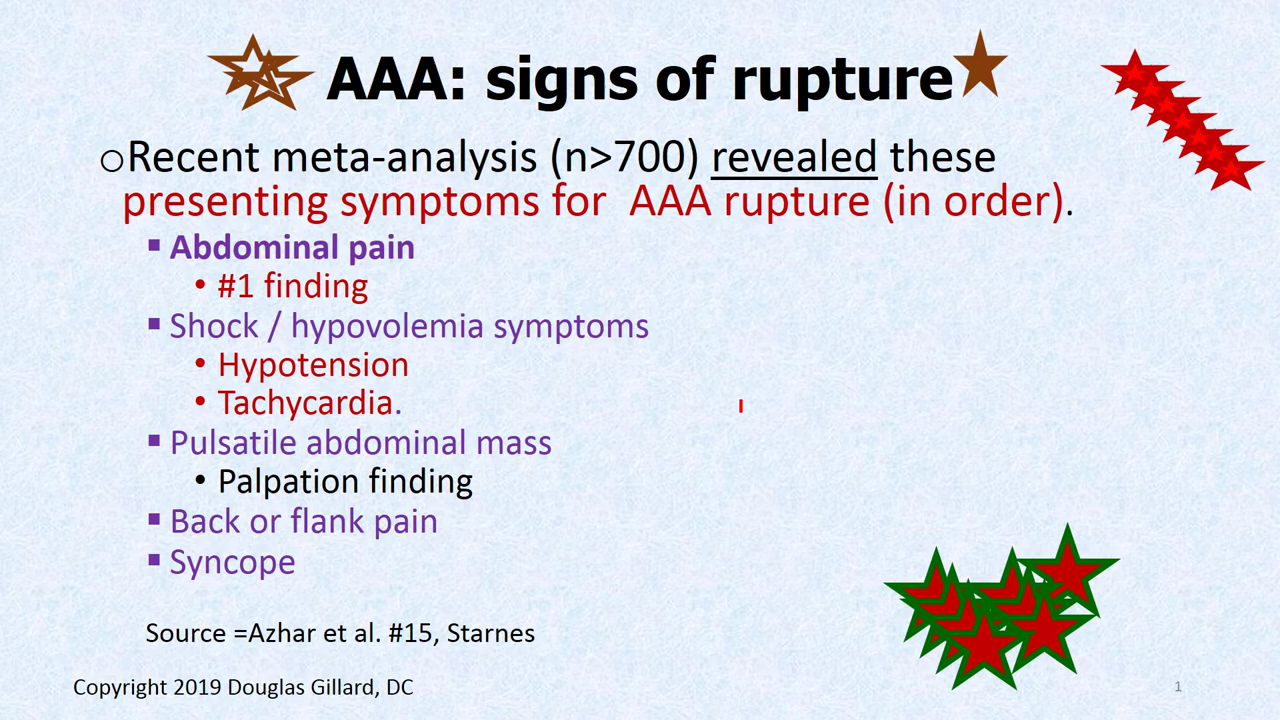 AAA: signs of rupture
○Recent meta-analysis (n>700) revealed these
presenting symptoms for AAA rupture (in order).
▪ Abdominal pain
• #1 finding
▪ Shock / hypovolemia symptoms
• Hypotension
• Tachycardia.
▪ Pulsatile abdominal mass
• Palpation finding
▪ Back or flank pain
▪ Syncope
Source =Azhar et al. #15, Starnes
Copyright 2019 Douglas Gillard, DC
1